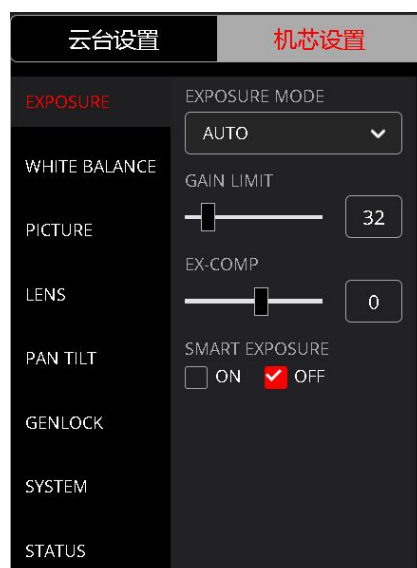 云台设置
机芯设置
EXPOSURE
WHITE BALANCE
PICTURE
LENS
PAN TILT
GENLOCK
SYSTEM
STATUS
EXPOSURE MODE
AUTO
GAIN LIMIT
32
EX-COMP
0
SMART EXPOSURE
ON OFF